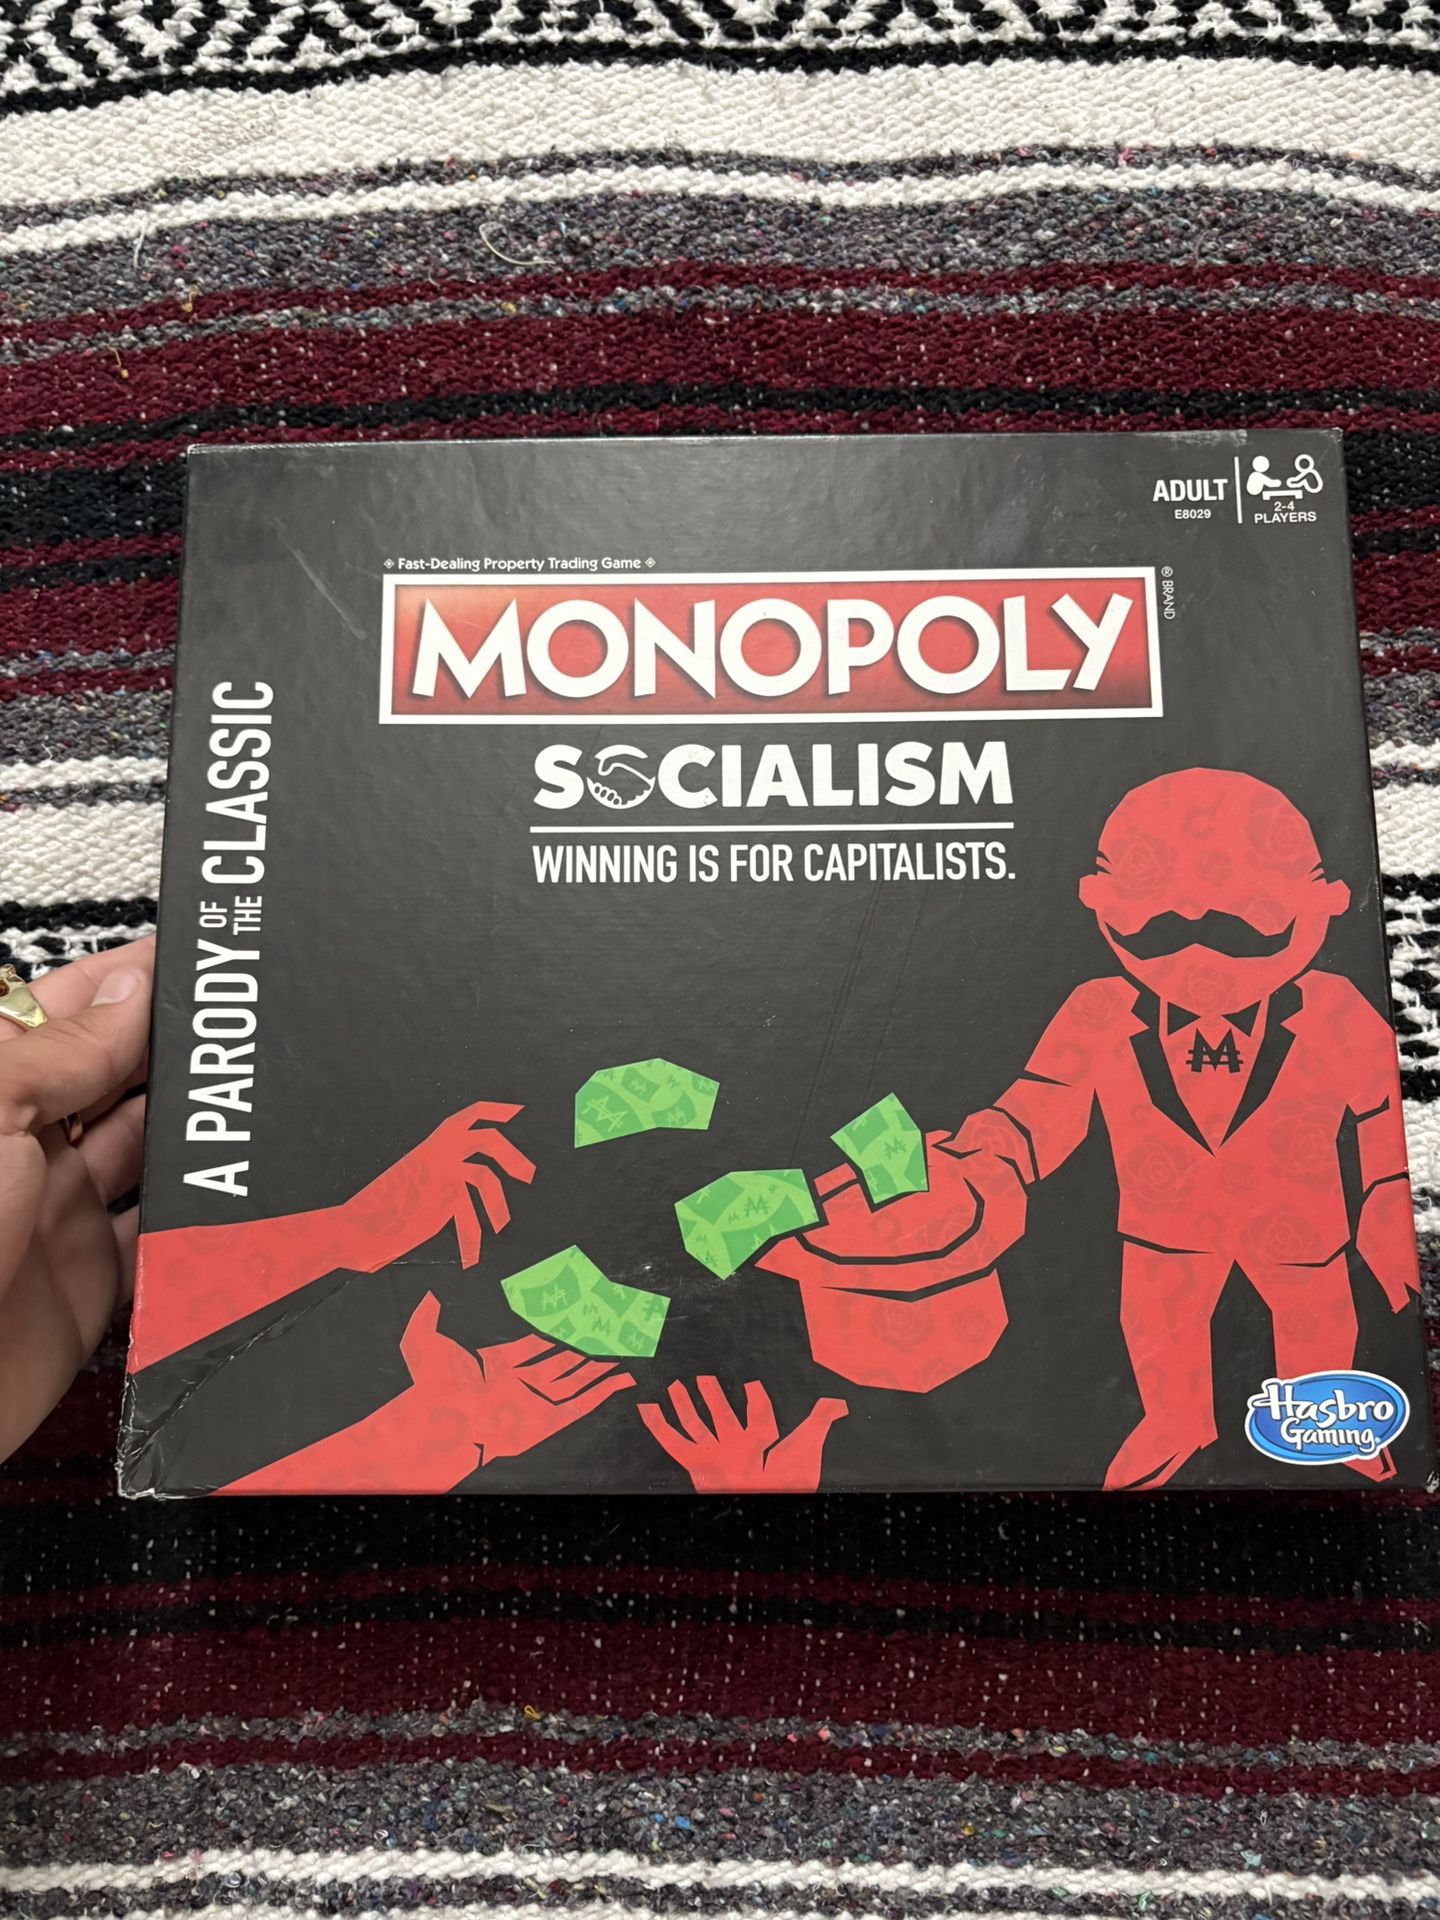 ADULT
E8029
2-4
PLAYERS
Fast-Dealing Property Trading Game
MONOPOLY
® BRAND
SOCIALISM
WINNING IS FOR CAPITALISTS.
A PARODY OF THE CLASSIC
Hasbro
Gaming